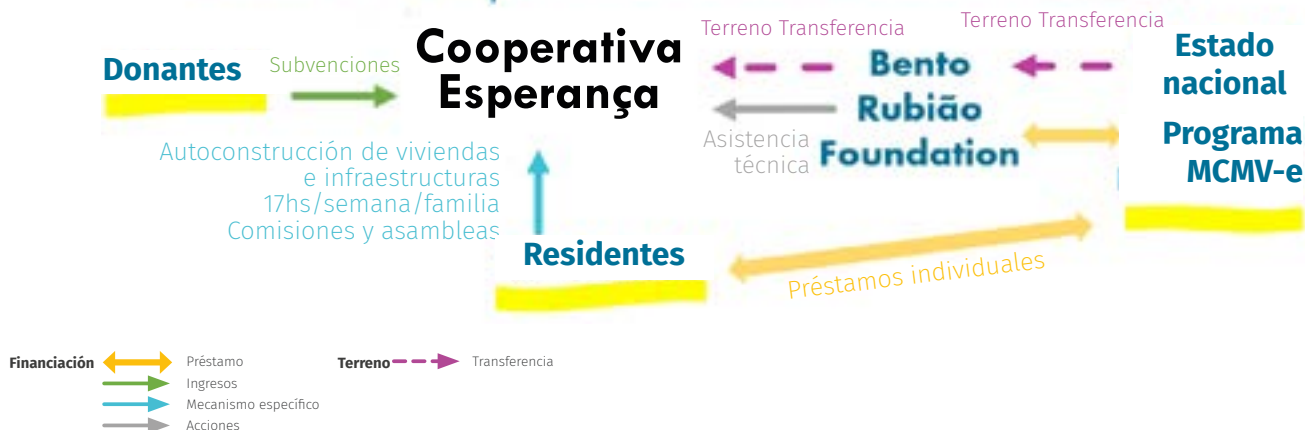 Terreno Transferencia
Terreno Transferencia
Donantes
Subvenciones
Cooperativa
Esperança
Bento
Rubião
Foundation
Estado
nacional
Asistencia
técnica
Programa
MCMV-e
Autoconstrucción de viviendas
e infraestructuras
17hs/semana/familia
Comisiones y asambleas
Residentes
Préstamos individuales
Financiación
Préstamo
Ingresos
Mecanismo específico
Acciones
Terreno
Transferencia